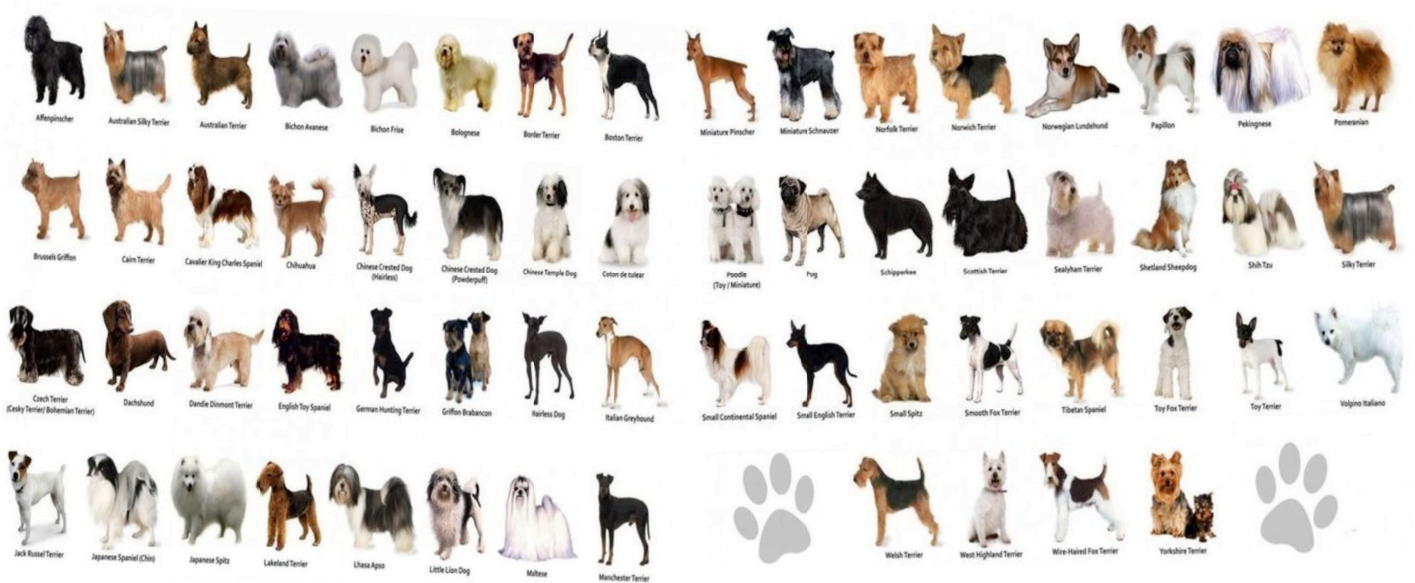 Affenpinscher
Australian Silky Terrier
Australian Terrier
Bichon Avanese
Bichon Frise
Bolognese
Border Terrier
Boston Terrier
Miniature Pinscher
Miniature Schnauzer
Norfolk Terrier
Norwich Terrier
Norwegian Lundehund
Papillon
Pekingnese
Pomeranian
Brussels Griffon
Cairn Terrier
Cavalier King Charles Spaniel
Chihuahua
Chinese Crested Dog
(Hairless)
Chinese Crested Dog
(Powderpuff)
Chinese Temple Dog
Coton de tulear
Poodle
(Toy / Miniature)
Pug
Schipperkee
Scottish Terrier
Sealyham Terrier
Shetland Sheepdog
Shih Tzu
Silky Terrier
Czech Terrier
(Cesky Terrier/ Bohemian Terrier)
Dachshund
Dandie Dinmont Terrier
English Toy Spaniel
German Hunting Terrier
Griffon Brabancon
Hairless Dog
Italian Greyhound
Small Continental Spaniel
Small English Terrier
Small Spitz
Smooth Fox Terrier
Tibetan Spaniel
Toy Fox Terrier
Toy Terrier
Volpino Italiano
Jack Russel Terrier
Japanese Spaniel (Chin)
Japanese Spitz
Lakeland Terrier
Lhasa Apso
Little Lion Dog
Maltese
Manchester Terrier
Welsh Terrier
West Highland Terrier
Wire-Haired Fox Terrier
Yorkshire Terrier